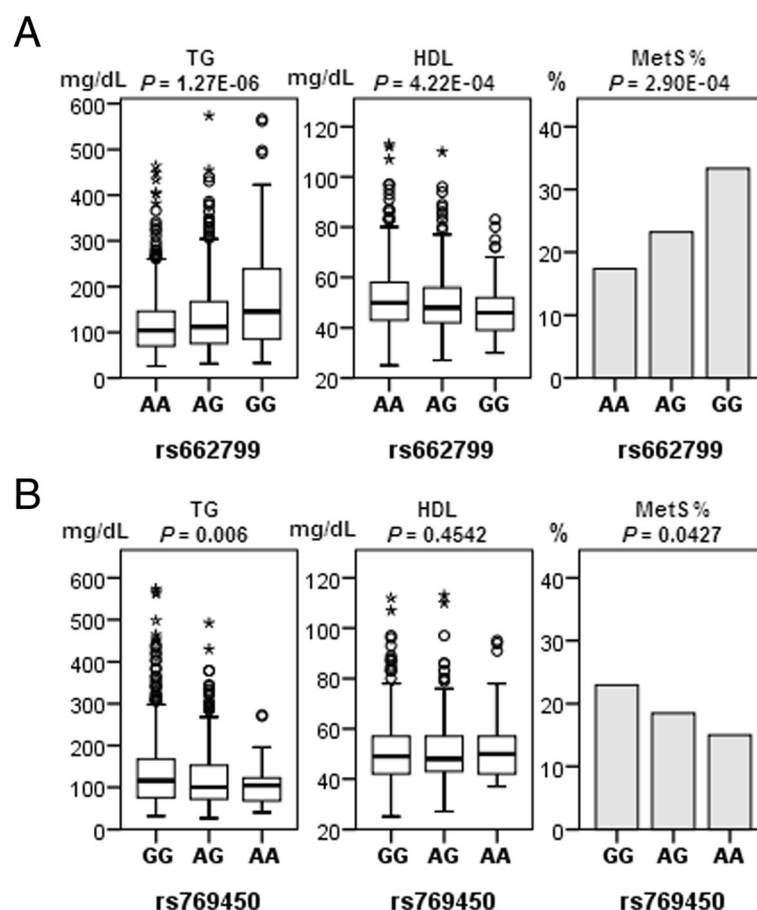 A
TG
HDL
MetS %
mg/dL P = 1.27E-06
mg/dL P = 4.22E-04
% P = 2.90E-04
600
500
400
300
200
100
0
120
100
80
60
40
20
40
30
20
10
0
AA AG GG
AA AG GG
AA AG GG
rs662799
rs662799
rs662799
B
TG
HDL
MetS %
mg/dL P = 0.006
mg/dL P = 0.4542
% P = 0.0427
600
500
400
300
200
100
0
120
100
80
60
40
20
40
30
20
10
0
GG AG AA
GG AG AA
GG AG AA
rs769450
rs769450
rs769450